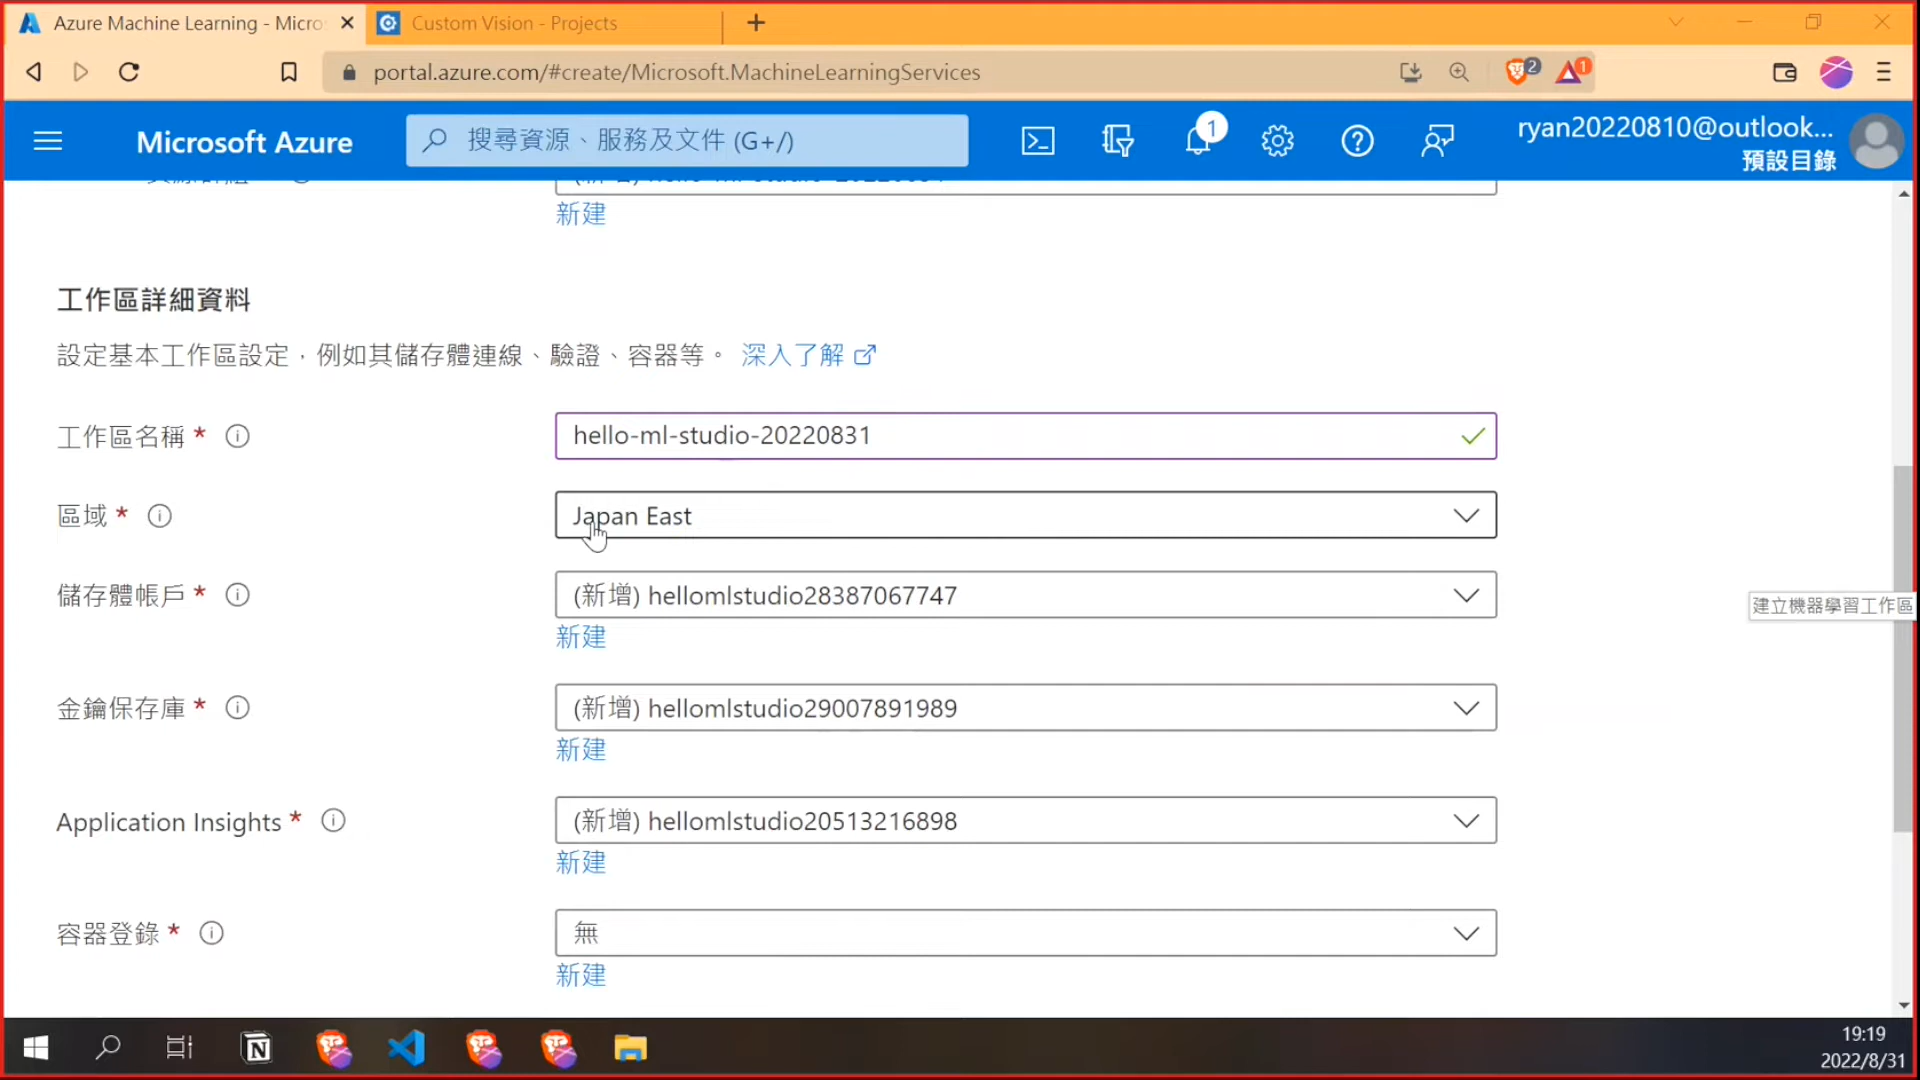 Azure Machine Learning - Micro
Custom Vision - Projects
portal.azure.com/#create/Microsoft.MachineLearningServices
2
1
Microsoft Azure
搜尋資源、服務及文件 (G+/)
1
ryan20220810@outlook...
預設目錄
新建
工作區詳細資料
設定基本工作區設定，例如其儲存體連線、驗證、容器等。 深入了解
工作區名稱 *
hello-ml-studio-20220831
區域 *
Japan East
儲存體帳戶 *
(新增) hellomlstudio28387067747
新建
建立機器學習工作區
金鑰保存庫 *
(新增) hellomlstudio29007891989
新建
Application Insights *
(新增) hellomlstudio20513216898
新建
容器登錄 *
無
新建
19:19
2022/8/31